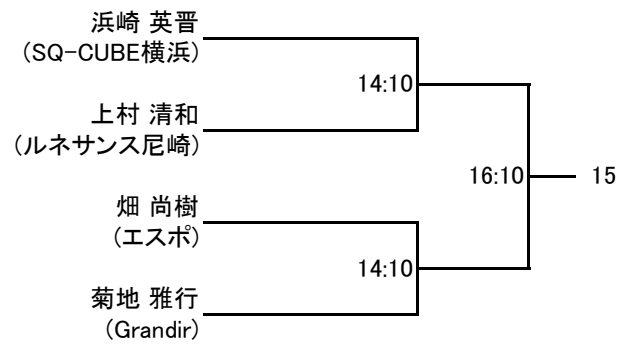 浜崎 英晋
(SQ-CUBE横浜)
14:10
上村 清和
(ルネサンス尼崎)
16:10
15
畑 尚樹
(エスポ)
14:10
菊地 雅行
(Grandir)